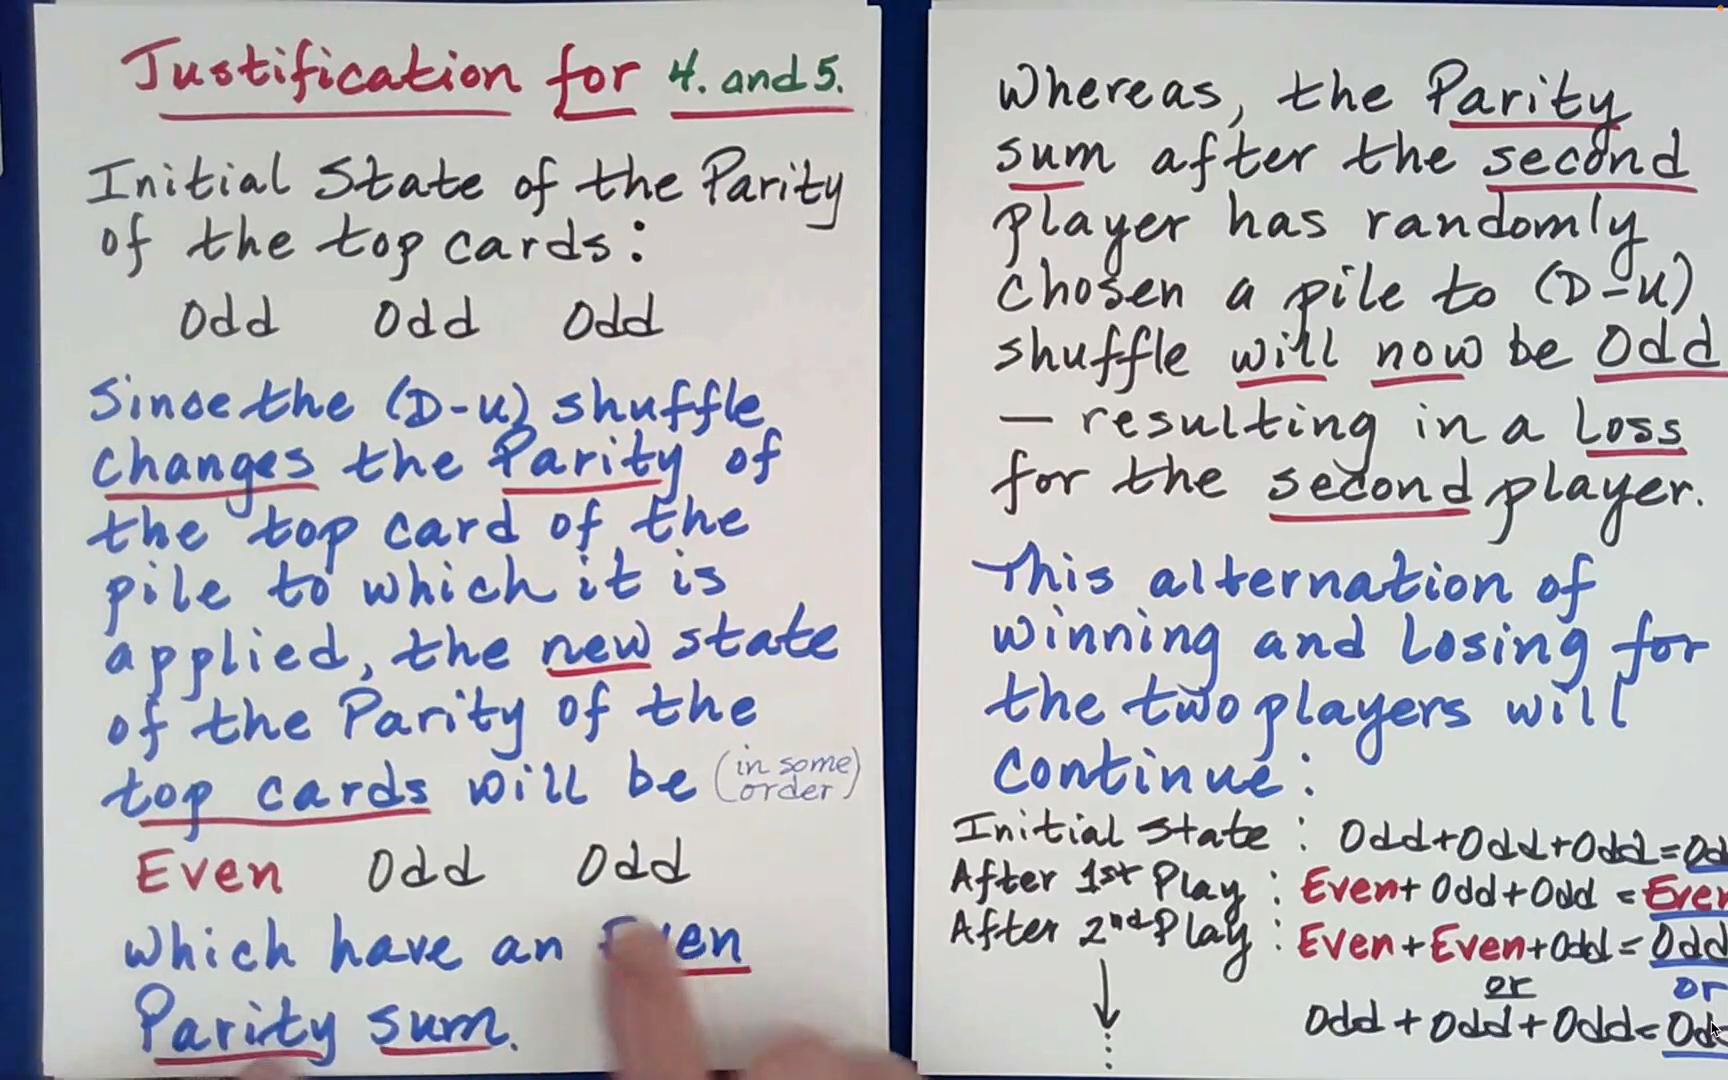 Justification for 4. and 5.
Initial State of the Parity
of the top cards:
Odd Odd Odd
Since the (D-U) shuffle
changes the Parity of
the top card of the
pile to which it is
applied, the new state
of the Parity of the
top cards will be (in some order)
Even Odd Odd
which have an Even
Parity sum.
Whereas, the Parity
sum after the second
player has randomly
chosen a pile to (D-U)
shuffle will now be Odd
— resulting in a Loss
for the second player.
This alternation of
winning and Losing for
the two players will
continue:
Initial State : Odd+Odd+Odd=Od
After 1st Play : Even+Odd+Odd =Even
After 2nd Play : Even+Even+Odd=Odd
or or
Odd+Odd+Odd=Od